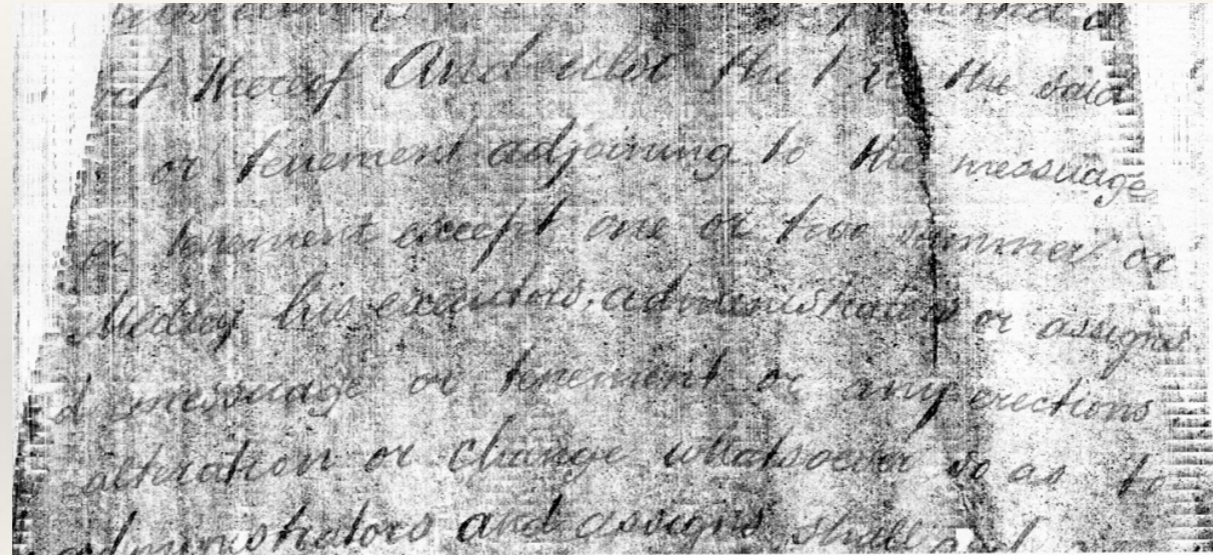 thereof And also the the said
or tenement adjoining to the messuage
or tenement except one or two summer or
his executors, administrators or assigns
messuage or tenement or any erections
alteration or change whatsoever so as to
administrators and assigns shall and